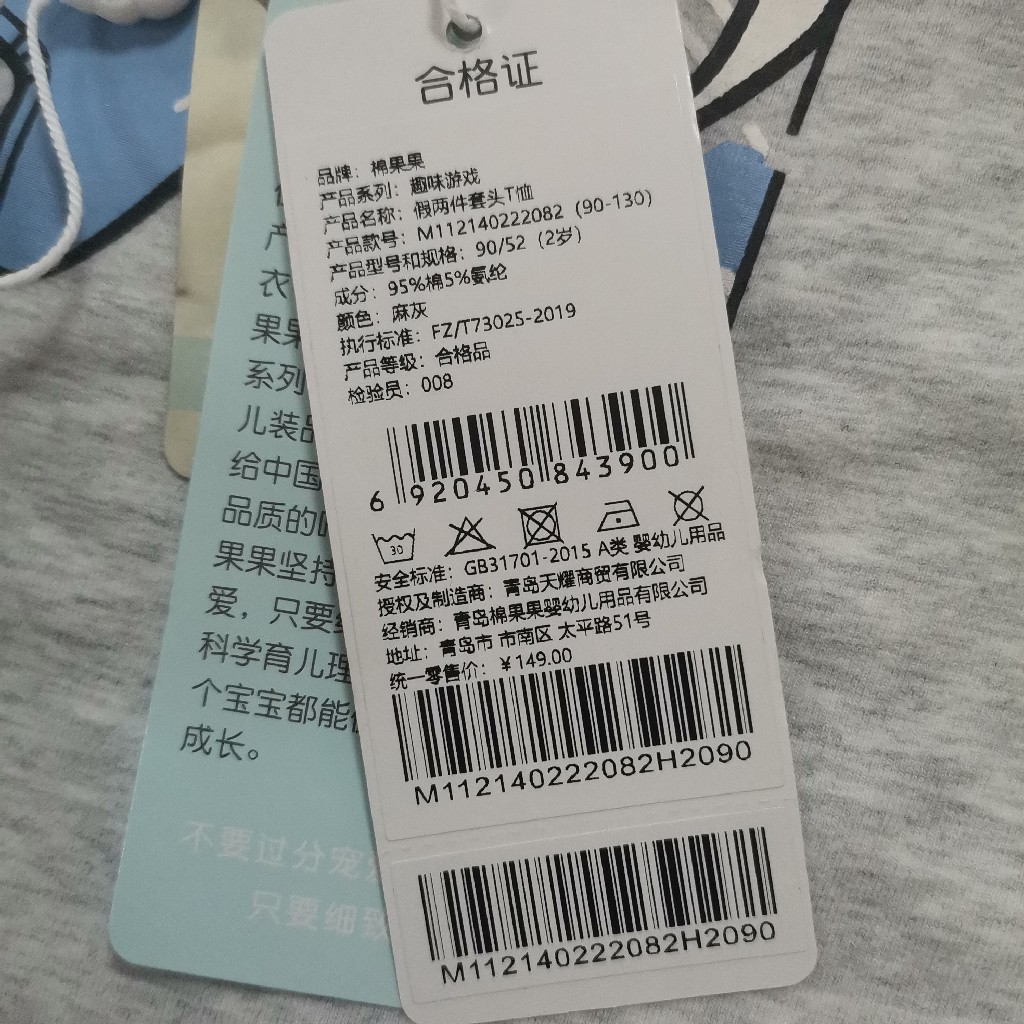 合格证
品牌：棉果果
产品系列：趣味游戏
产品名称：假两件套头T恤
产品款号：M112140222082（90-130）
产品型号和规格：90/52（2岁）
成分：95%棉5%氨纶
颜色：麻灰
执行标准：FZ/T73025-2019
产品等级：合格品
检验员：008
6 920450 843900
30
安全标准：GB31701-2015 A类 婴幼儿用品
授权及制造商：青岛天耀商贸有限公司
经销商：青岛棉果果婴幼儿用品有限公司
地址：青岛市 市南区 太平路51号
统一零售价：￥149.00
M112140222082H2090
M112140222082H2090
产
衣
果果
系列
儿装品
给中国
品质的
果果坚持
爱，只要
科学育儿理
个宝宝都能
成长。
不要过分宠
只要细致